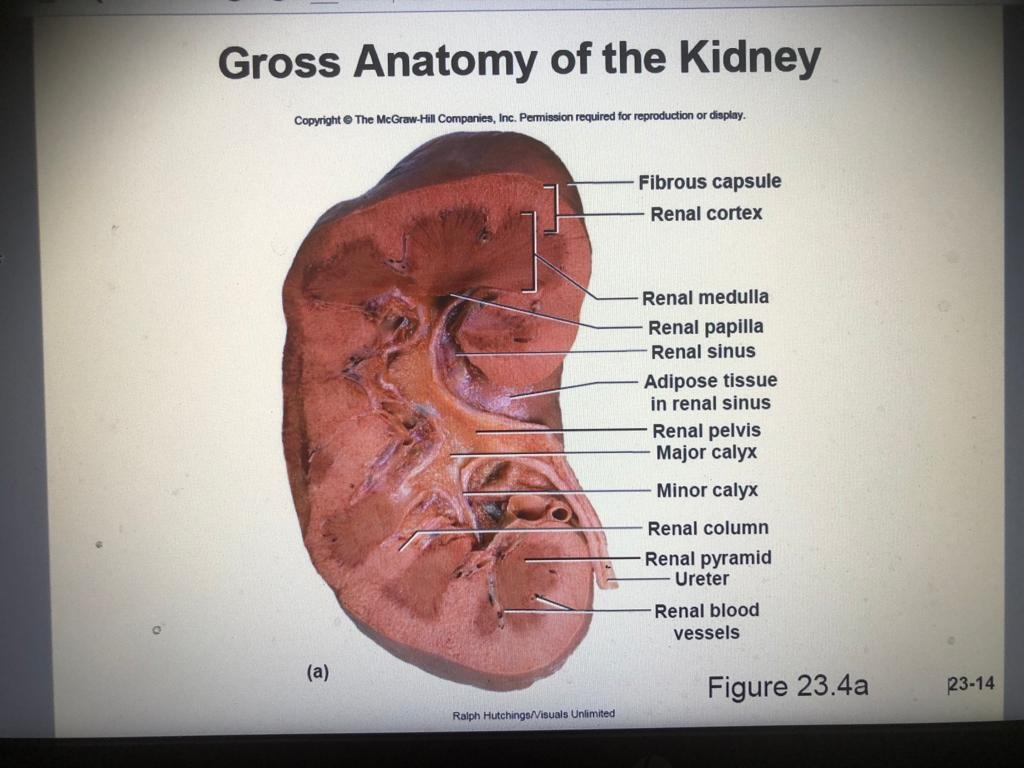 Gross Anatomy of the Kidney
Copyright © The McGraw-Hill Companies, Inc. Permission required for reproduction or display.
Fibrous capsule
Renal cortex
Renal medulla
Renal papilla
Renal sinus
Adipose tissue
in renal sinus
Renal pelvis
Major calyx
Minor calyx
Renal column
Renal pyramid
Ureter
Renal blood
vessels
(a)
Figure 23.4a
23-14
Ralph Hutchings/Visuals Unlimited